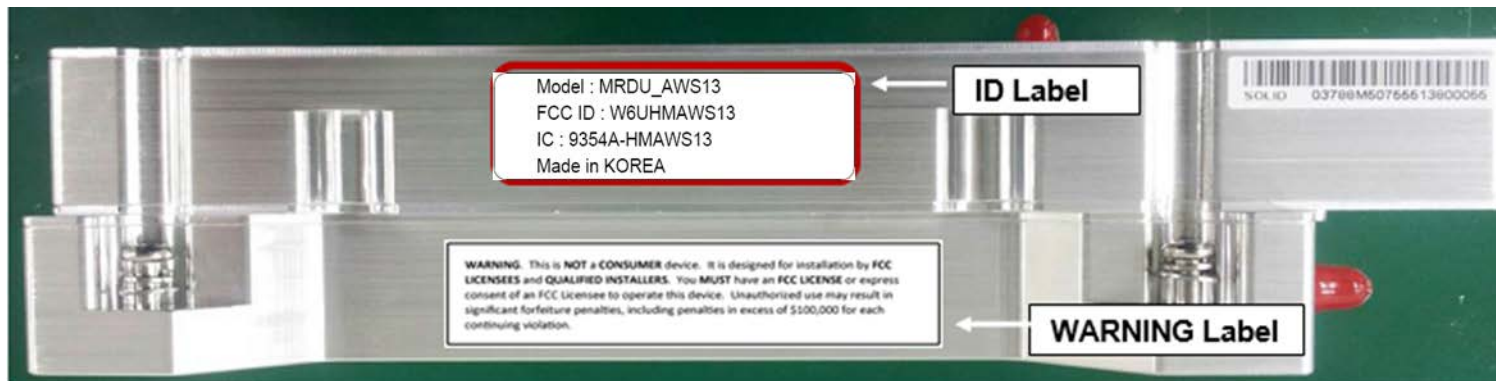 Model : MRDU_AWS13
FCC ID : W6UHMAWS13
IC : 9354A-HMAWS13
Made in KOREA
ID Label
SOLiD 03788M50755513800055
WARNING. This is NOT a CONSUMER device. It is designed for installation by FCC
LICENSEES and QUALIFIED INSTALLERS. You MUST have an FCC LICENSE or express
consent of an FCC Licensee to operate this device. Unauthorized use may result in
significant forfeiture penalties, including penalties in excess of $100,000 for each
continuing violation.
WARNING Label